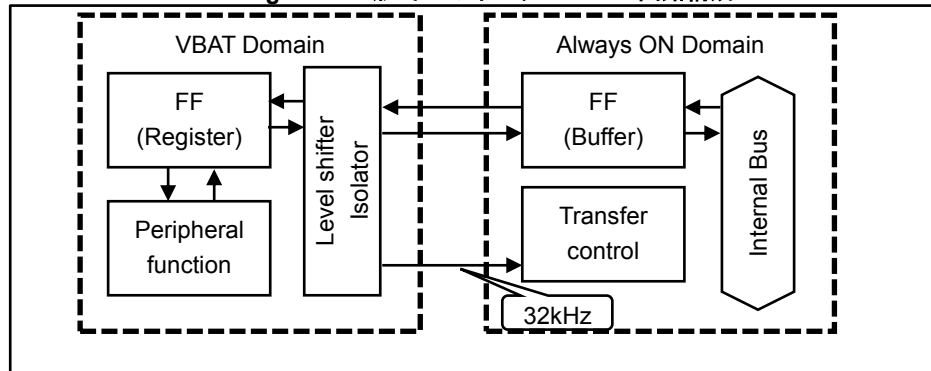 VBAT Domain
Always ON Domain
FF
(Register)
Level shifter
Isolator
FF
(Buffer)
Internal Bus
Peripheral
function
Transfer
control
32kHz